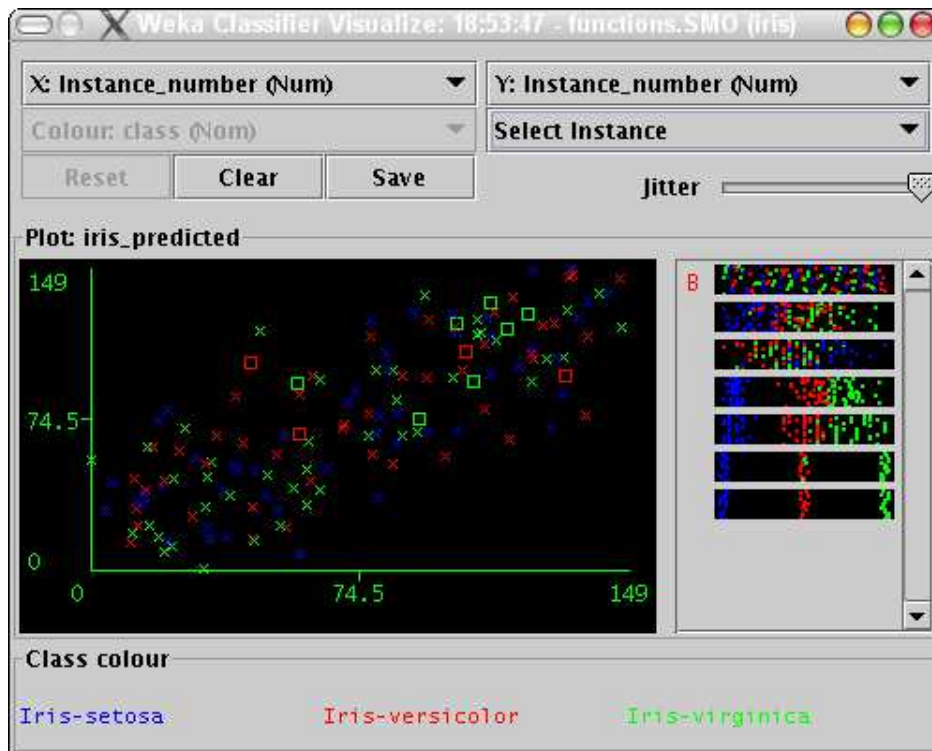 Weka Classifier Visualize: 18:53:47 - functions.SMO (iris)
X: Instance_number (Num)
Y: Instance_number (Num)
Colour: class (Nom)
Select Instance
Reset
Clear
Save
Jitter
Plot: iris_predicted
149
74.5
0
0
74.5
149
B
Class colour
Iris-setosa
Iris-versicolor
Iris-virginica